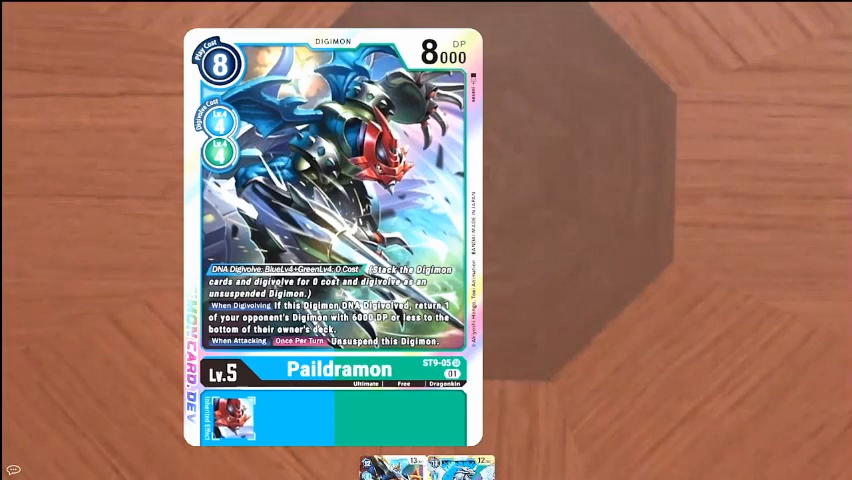 DIGIMON
Play Cost
8
DP
8000
Digivolve Cost
Lv.4
4
Lv.4
4
DNA Digivolve: BlueLv4+GreenLv4: 0 Cost (Stack the Digimon
cards and digivolve for 0 cost and digivolve as an
unsuspended Digimon.)
When Digivolving If this Digimon DNA Digivolved, return 1
of your opponent's Digimon with 6000 DP or less to the
bottom of their owner's deck.
When Attacking Once Per Turn Unsuspend this Digimon.
Lv.5
Paildramon
ST9-05
01
Ultimate | Free | Dragonkin
Inherited Effect
BANDAI MADE IN JAPAN